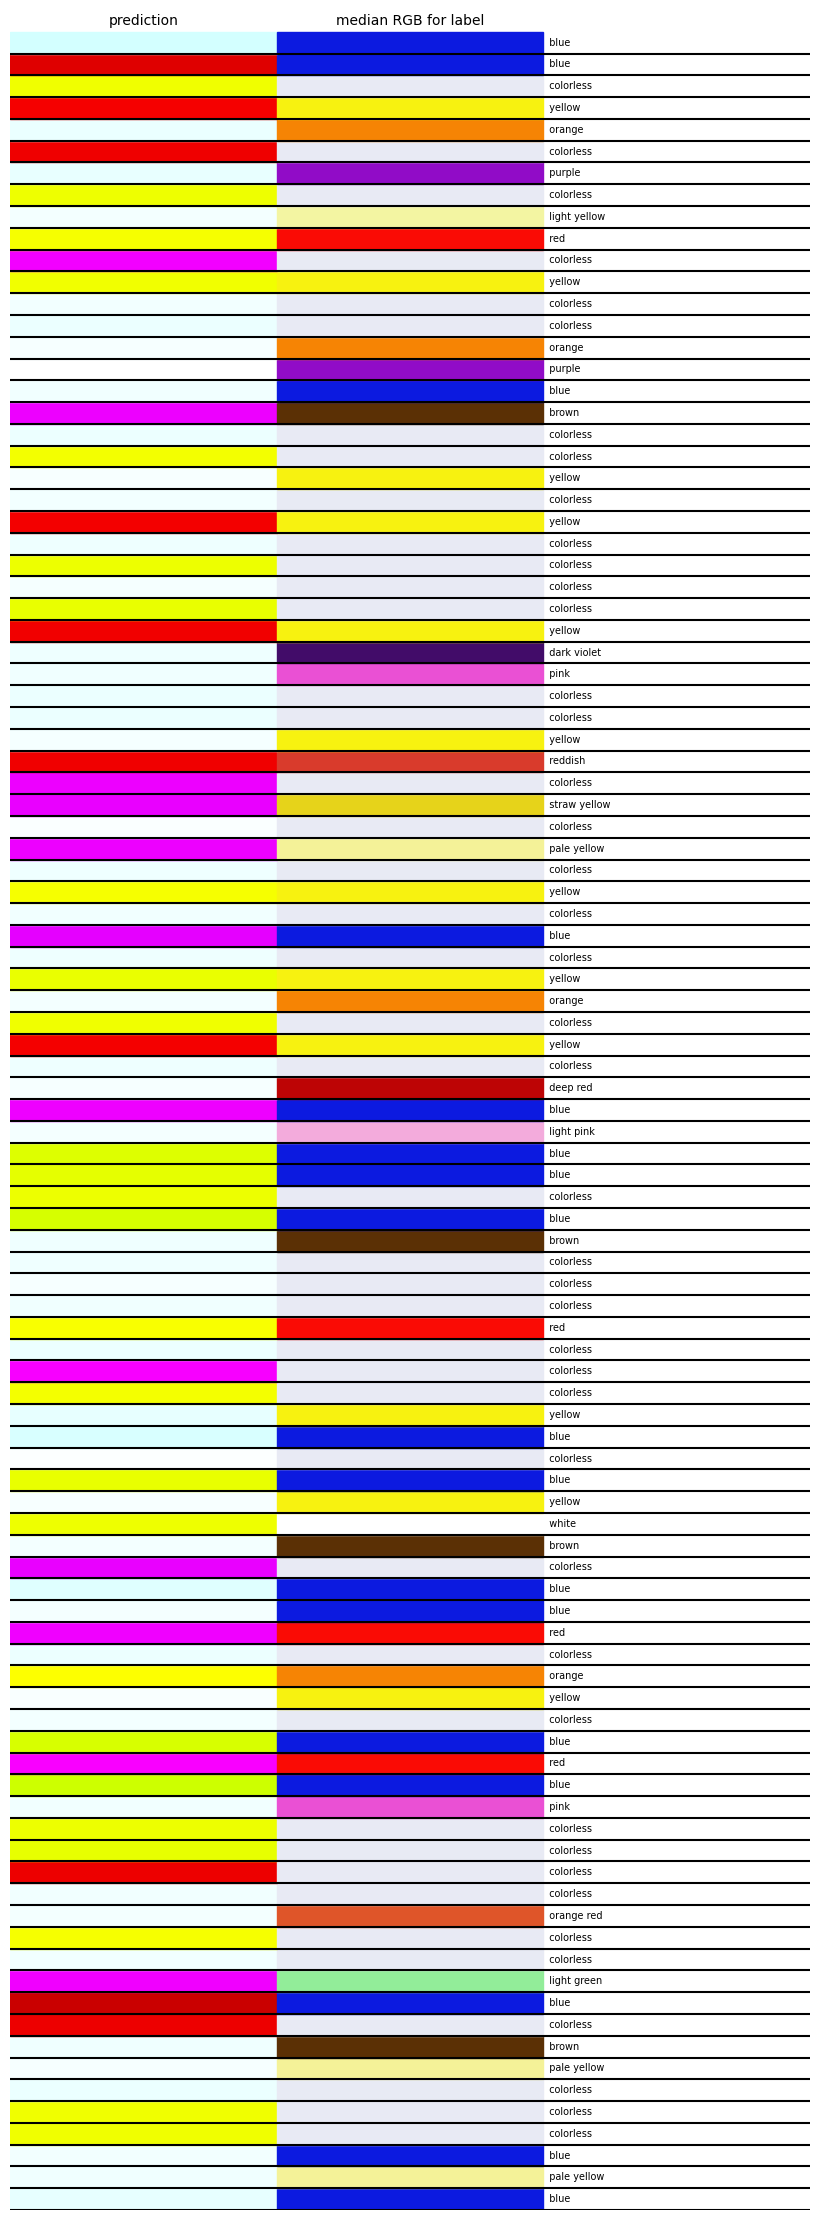 prediction median RGB for label
blue
blue
colorless
yellow
orange
colorless
purple
colorless
light yellow
red
colorless
yellow
colorless
colorless
orange
purple
blue
brown
colorless
colorless
yellow
colorless
yellow
colorless
colorless
colorless
colorless
yellow
dark violet
pink
colorless
colorless
yellow
reddish
colorless
straw yellow
colorless
pale yellow
colorless
yellow
colorless
blue
colorless
yellow
orange
colorless
yellow
colorless
deep red
blue
light pink
blue
blue
colorless
blue
brown
colorless
colorless
colorless
red
colorless
colorless
colorless
yellow
blue
colorless
blue
yellow
white
brown
colorless
blue
blue
red
colorless
orange
yellow
colorless
blue
red
blue
pink
colorless
colorless
colorless
colorless
orange red
colorless
colorless
light green
blue
colorless
brown
pale yellow
colorless
colorless
colorless
blue
pale yellow
blue